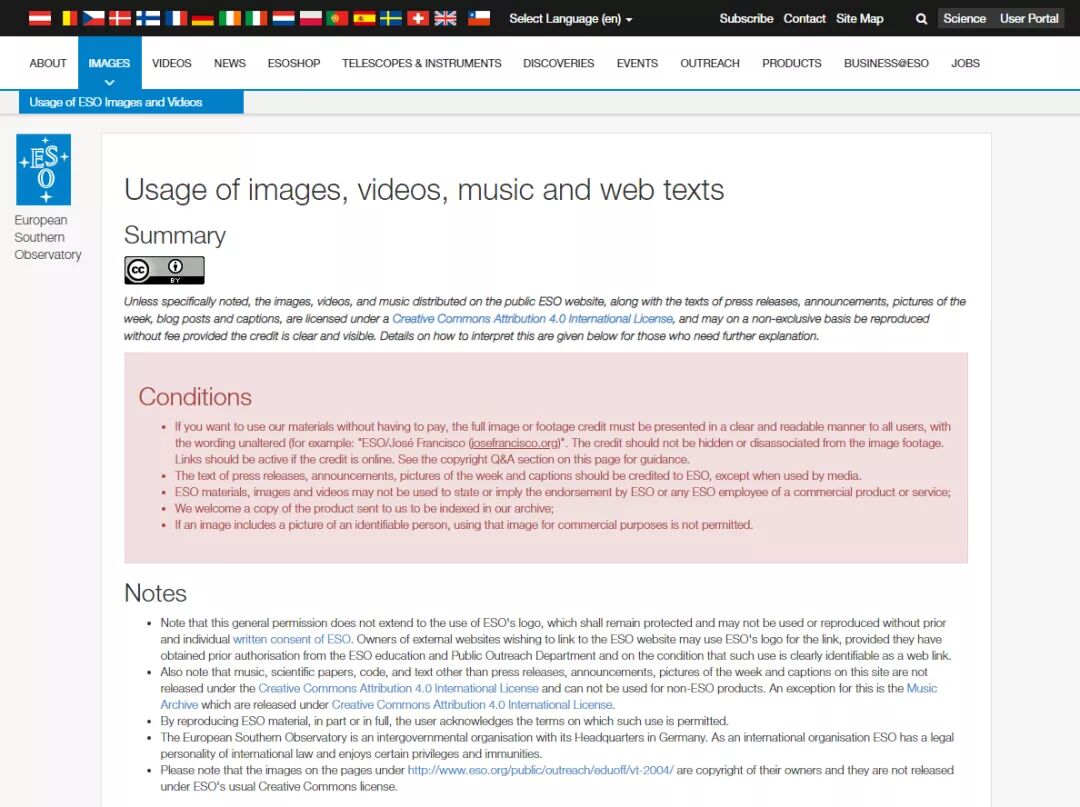 Select Language (en)
Subscribe Contact Site Map
Science User Portal
ABOUT IMAGES VIDEOS NEWS ESOSHOP TELESCOPES & INSTRUMENTS DISCOVERIES EVENTS OUTREACH PRODUCTS BUSINESS@ESO JOBS
Usage of ESO Images and Videos
ES
O
European
Southern
Observatory
Usage of images, videos, music and web texts
Summary
cc
BY
Unless specifically noted, the images, videos, and music distributed on the public ESO website, along with the texts of press releases, announcements, pictures of the
week, blog posts and captions, are licensed under a Creative Commons Attribution 4.0 International License, and may on a non-exclusive basis be reproduced
without fee provided the credit is clear and visible. Details on how to interpret this are given below for those who need further explanation.
Conditions
• If you want to use our materials without having to pay, the full image or footage credit must be presented in a clear and readable manner to all users, with
the wording unaltered (for example: "ESO/José Francisco (josefrancisco.org)". The credit should not be hidden or disassociated from the image footage.
Links should be active if the credit is online. See the copyright Q&A section on this page for guidance.
• The text of press releases, announcements, pictures of the week and captions should be credited to ESO, except when used by media.
• ESO materials, images and videos may not be used to state or imply the endorsement by ESO or any ESO employee of a commercial product or service;
• We welcome a copy of the product sent to us to be indexed in our archive;
• If an image includes a picture of an identifiable person, using that image for commercial purposes is not permitted.
Notes
• Note that this general permission does not extend to the use of ESO's logo, which shall remain protected and may not be used or reproduced without prior
and individual written consent of ESO. Owners of external websites wishing to link to the ESO website may use ESO's logo for the link, provided they have
obtained prior authorisation from the ESO education and Public Outreach Department and on the condition that such use is clearly identifiable as a web link.
• Also note that music, scientific papers, code, and text other than press releases, announcements, pictures of the week and captions on this site are not
released under the Creative Commons Attribution 4.0 International License and can not be used for non-ESO products. An exception for this is the Music
Archive which are released under Creative Commons Attribution 4.0 International License.
• By reproducing ESO material, in part or in full, the user acknowledges the terms on which such use is permitted.
• The European Southern Observatory is an intergovernmental organisation with its Headquarters in Germany. As an international organisation ESO has a legal
personality of international law and enjoys certain privileges and immunities.
• Please note that the images on the pages under http://www.eso.org/public/outreach/eduoff/vt-2004/ are copyright of their owners and they are not released
under ESO's usual Creative Commons license.